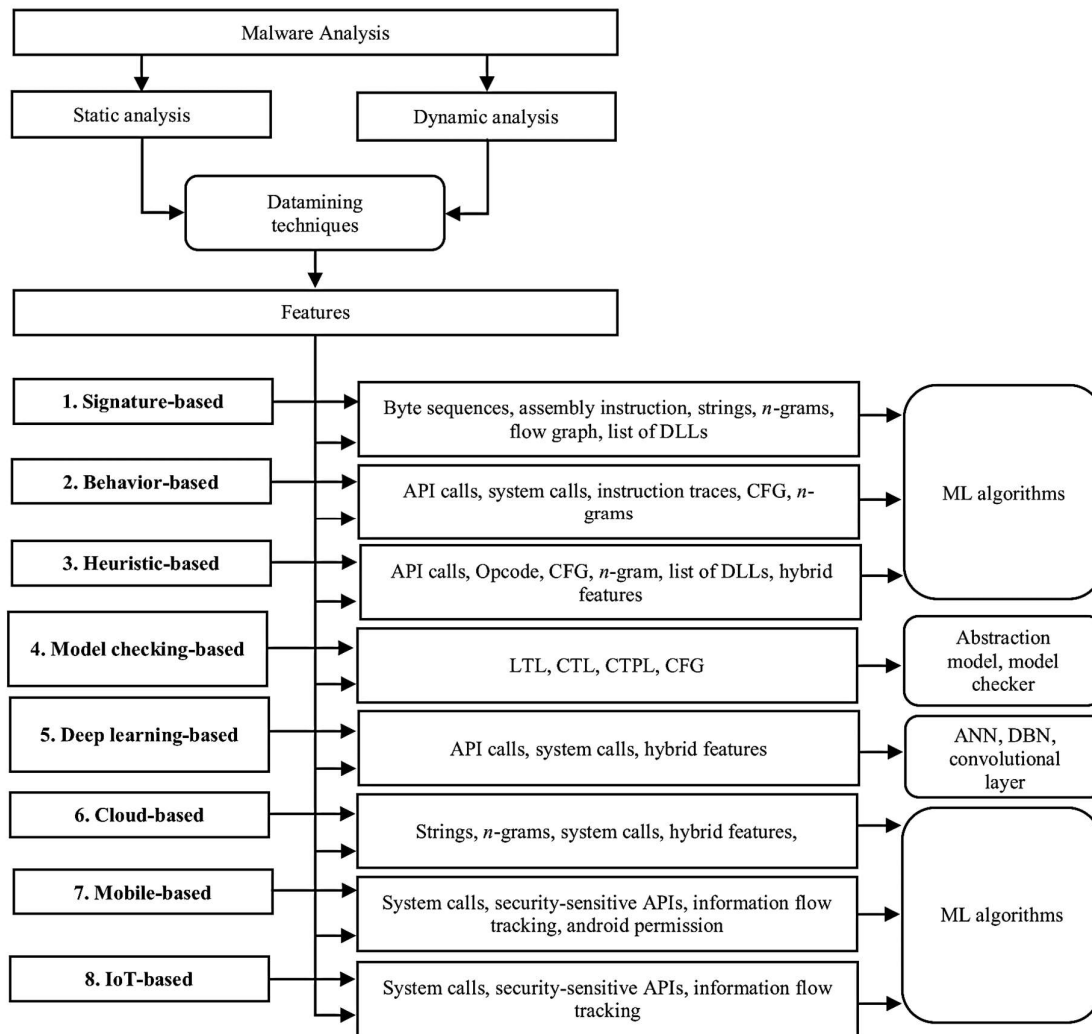 Malware Analysis
Static analysis
Dynamic analysis
Datamining
techniques
Features
1. Signature-based
Byte sequences, assembly instruction, strings, n-grams,
flow graph, list of DLLs
ML algorithms
2. Behavior-based
API calls, system calls, instruction traces, CFG, n-
grams
3. Heuristic-based
API calls, Opcode, CFG, n-gram, list of DLLs, hybrid
features
4. Model checking-based
LTL, CTL, CTPL, CFG
Abstraction
model, model
checker
5. Deep learning-based
API calls, system calls, hybrid features
ANN, DBN,
convolutional
layer
6. Cloud-based
Strings, n-grams, system calls, hybrid features,
7. Mobile-based
System calls, security-sensitive APIs, information flow
tracking, android permission
ML algorithms
8. IoT-based
System calls, security-sensitive APIs, information flow
tracking